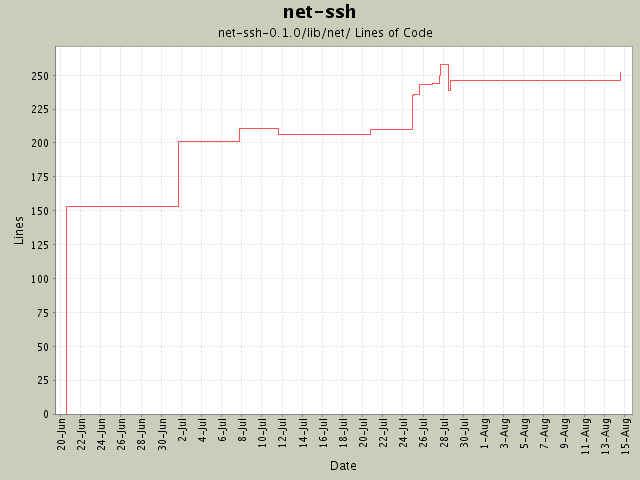 net-ssh
net-ssh-0.1.0/lib/net/ Lines of Code
Lines
250
225
200
175
150
125
100
75
50
25
0
20-Jun
22-Jun
24-Jun
26-Jun
28-Jun
30-Jun
2-Jul
4-Jul
6-Jul
8-Jul
10-Jul
12-Jul
14-Jul
16-Jul
18-Jul
20-Jul
22-Jul
24-Jul
26-Jul
28-Jul
30-Jul
1-Aug
3-Aug
5-Aug
7-Aug
9-Aug
11-Aug
13-Aug
15-Aug
Date